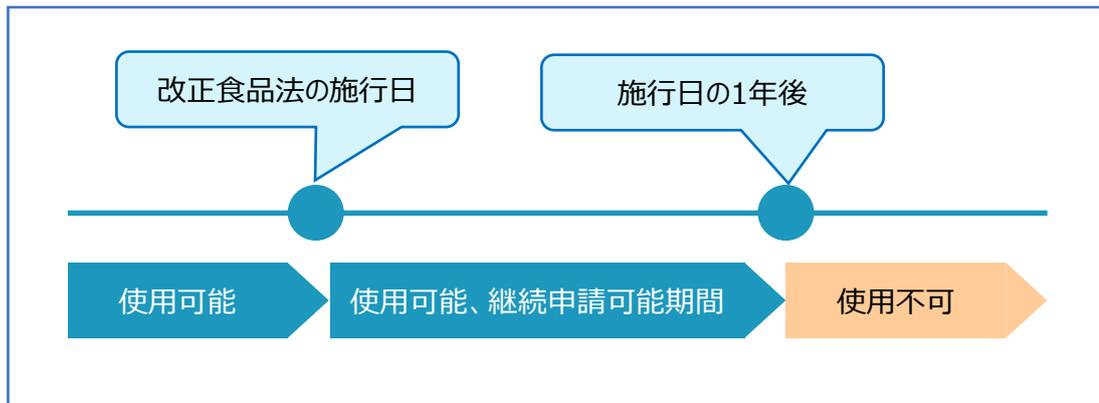 改正食品法の施行日
施行日の1年後
使用可能
使用可能、継続申請可能期間
使用不可